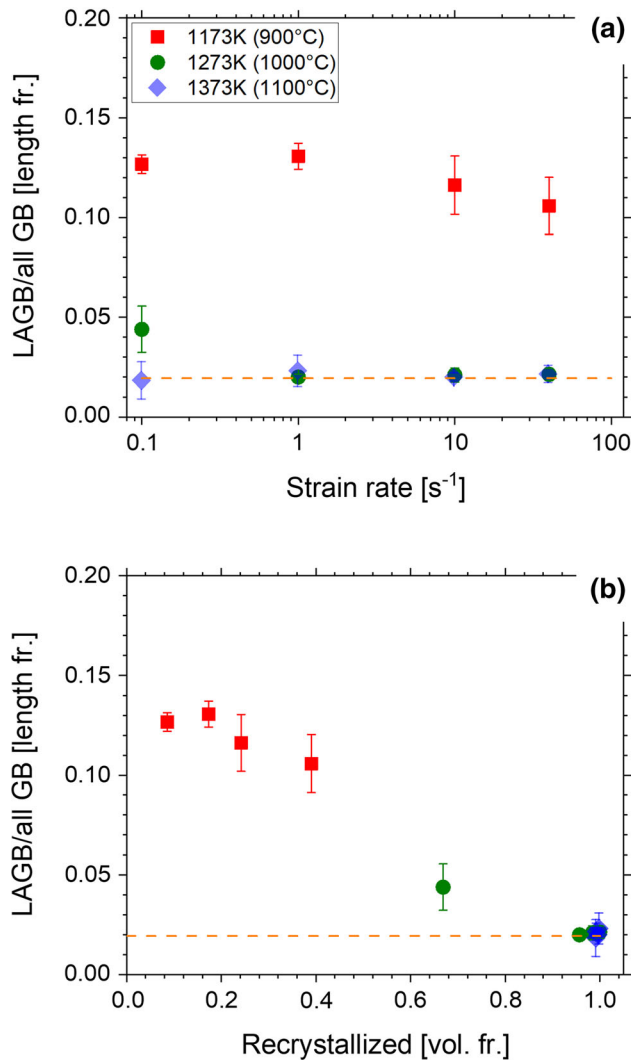 0.20
(a)
1173K (900°C)
1273K (1000°C)
1373K (1100°C)
0.15
0.10
0.05
0.00
LAGB/all GB [length fr.]
0.1 1 10 100
Strain rate [s⁻¹]
0.20
(b)
0.15
0.10
0.05
0.00
LAGB/all GB [length fr.]
0.0 0.2 0.4 0.6 0.8 1.0
Recrystallized [vol. fr.]